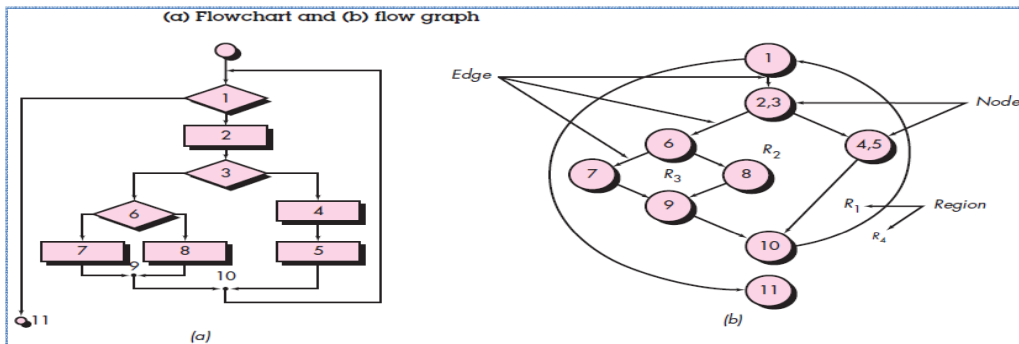 (a) Flowchart and (b) flow graph
1
2
3
6
4
7
8
5
9
10
11
(a)
Edge
1
2,3
Node
6
4,5
R2
7
R3
8
9
R1
Region
R4
10
11
(b)